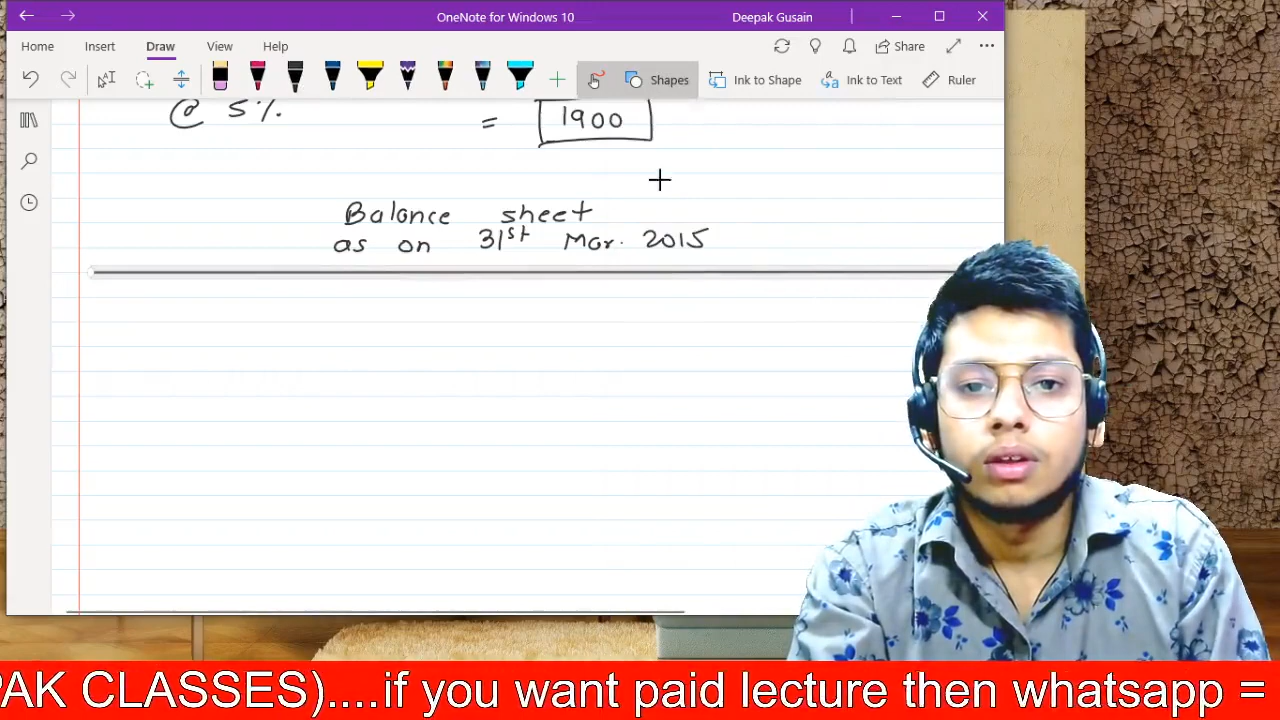 OneNote for Windows 10 Deepak Gusain
Home Insert Draw View Help Share
Shapes Ink to Shape Ink to Text Ruler
@ 5%.
= 1900
Balance sheet
as on 31st Mar. 2015
PAK CLASSES)....if you want paid lecture then whatsapp =